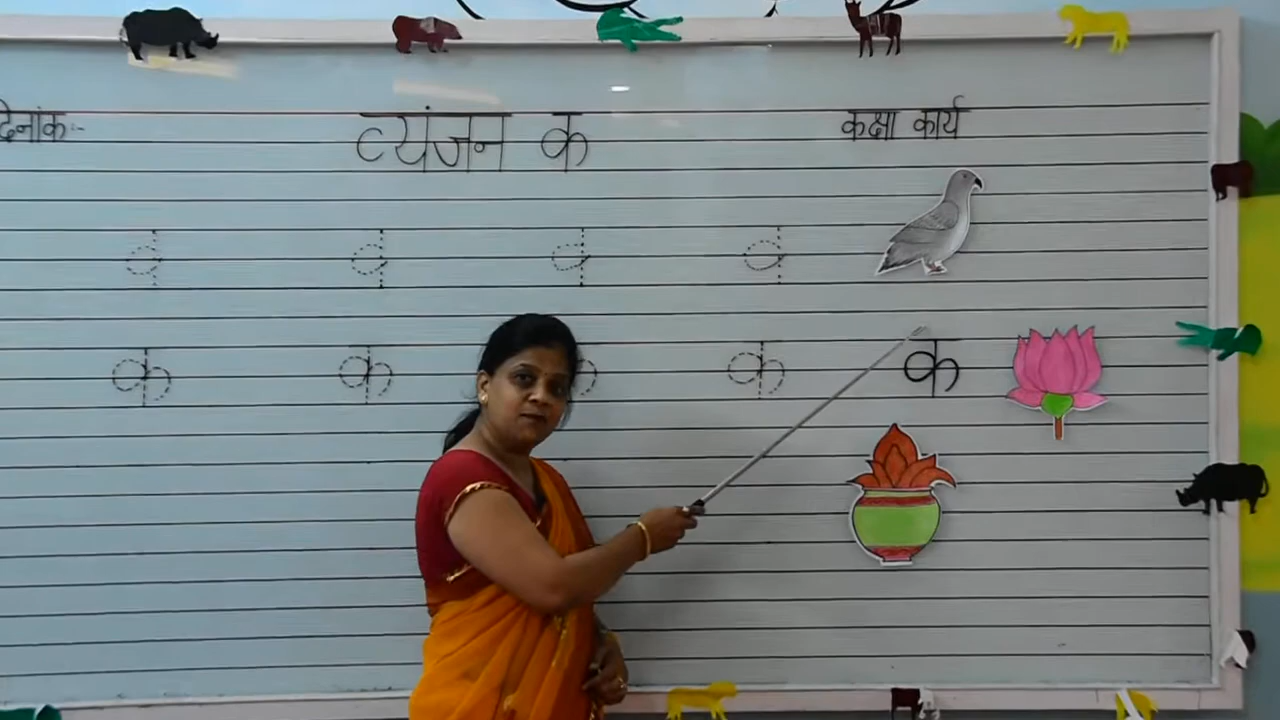 दिनांक:- व्यंजन क कक्षा कार्य
व व व व
क क क क क